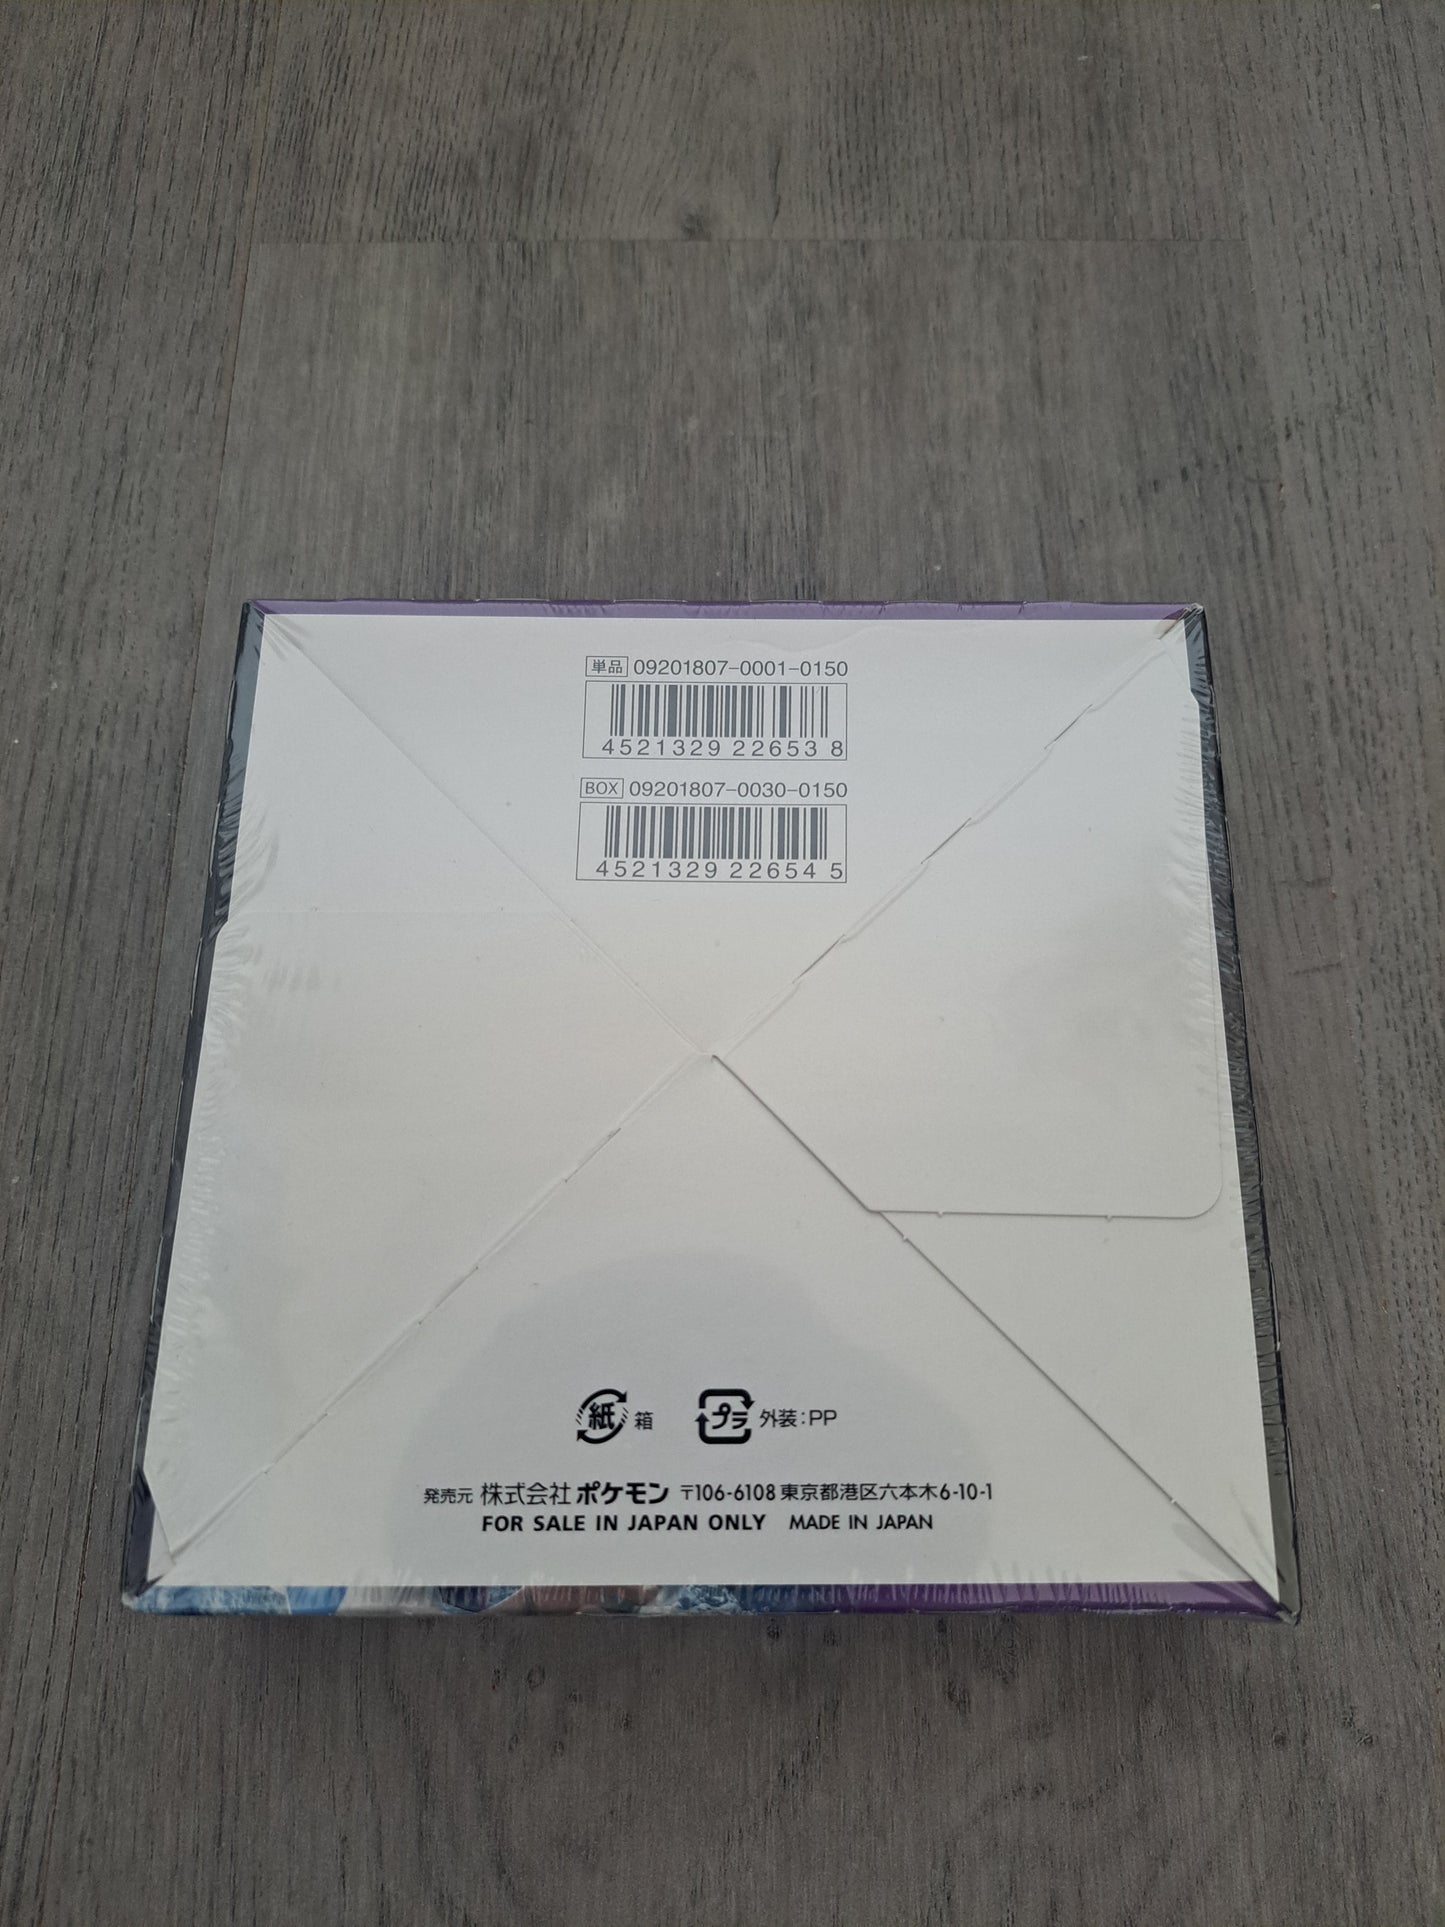 単品 09201807-0001-0150
4521329 22653 8
BOX 09201807-0030-0150
4521329 22654 5
紙 箱 プラ 外装:PP
発売元 株式会社ポケモン 〒106-6108 東京都港区六本木6-10-1
FOR SALE IN JAPAN ONLY MADE IN JAPAN